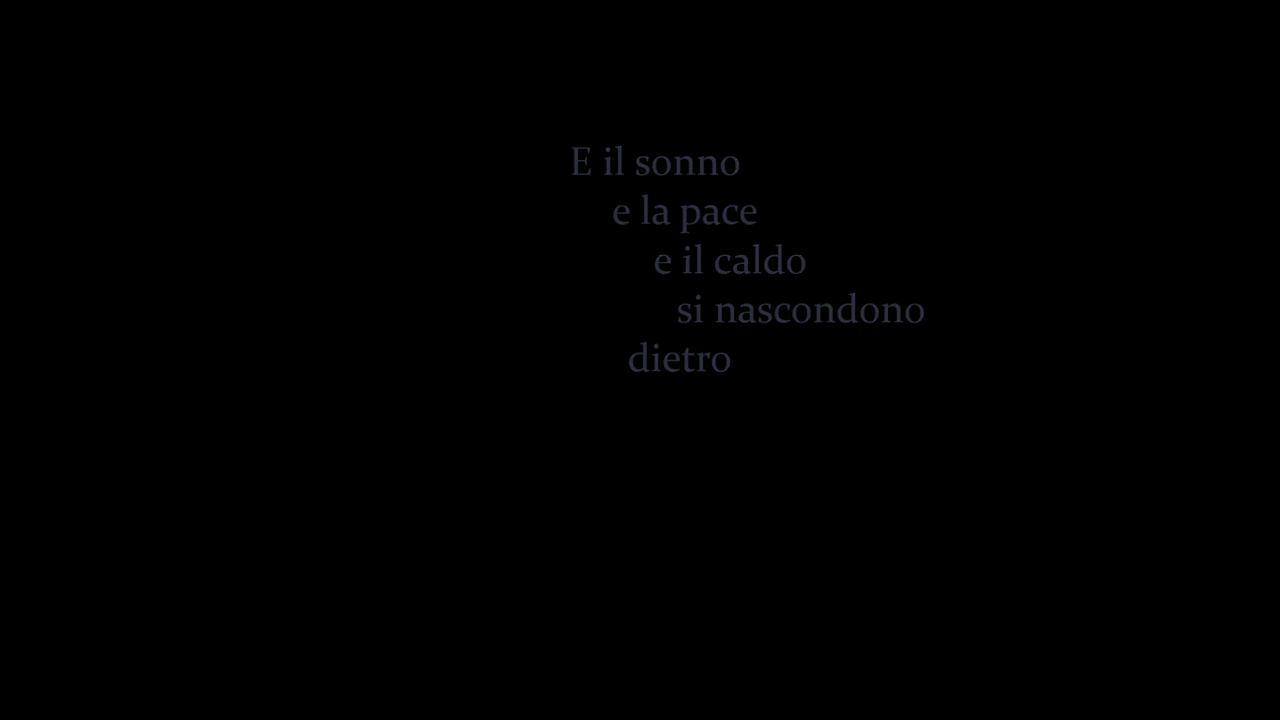 E il sonno
e la pace
e il caldo
si nascondono
dietro